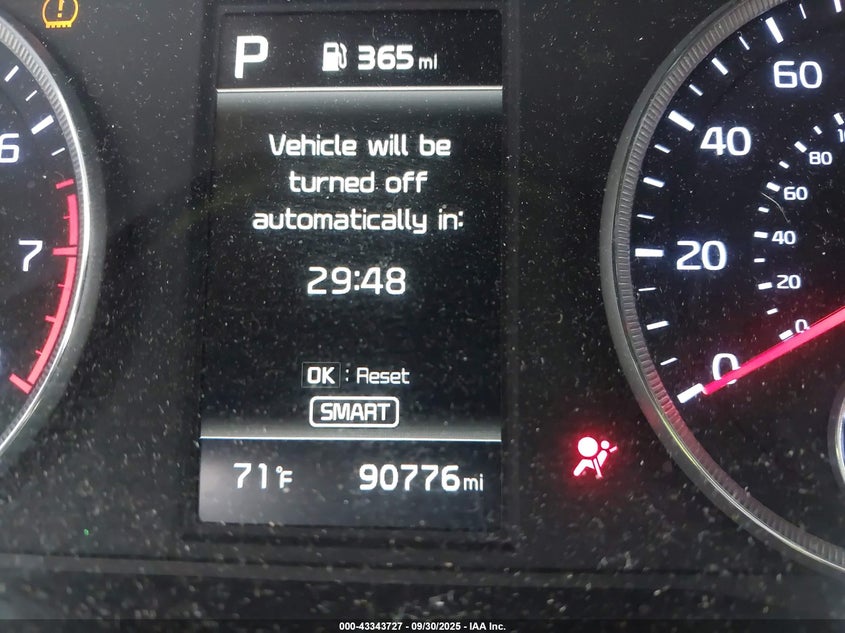 P 365 mi
Vehicle will be
turned off
automatically in:
29:48
OK : Reset
SMART
71°F 90776 mi
6
7
60
40
20
0
80
60
40
20
0
000-43343727 - 09/30/2025 - IAA Inc.